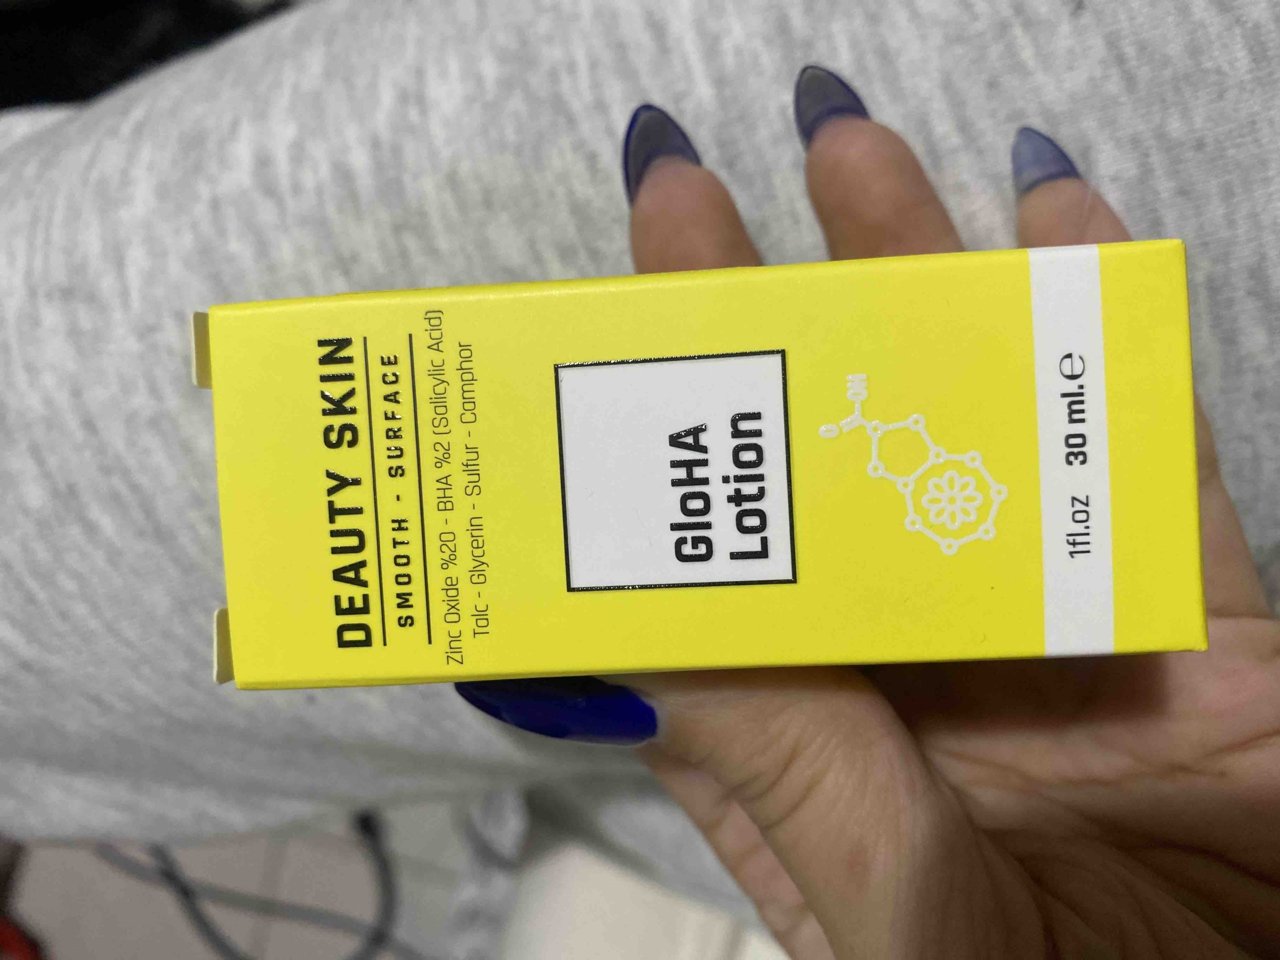 DEAUTY SKIN
SMOOTH - SURFACE
Zinc Oxide %20 - BHA %2 (Salicylic Acid)
Talc - Glycerin - Sulfur - Camphor
GloHA
Lotion
O
OH
1fl.oz 30 ml.℮